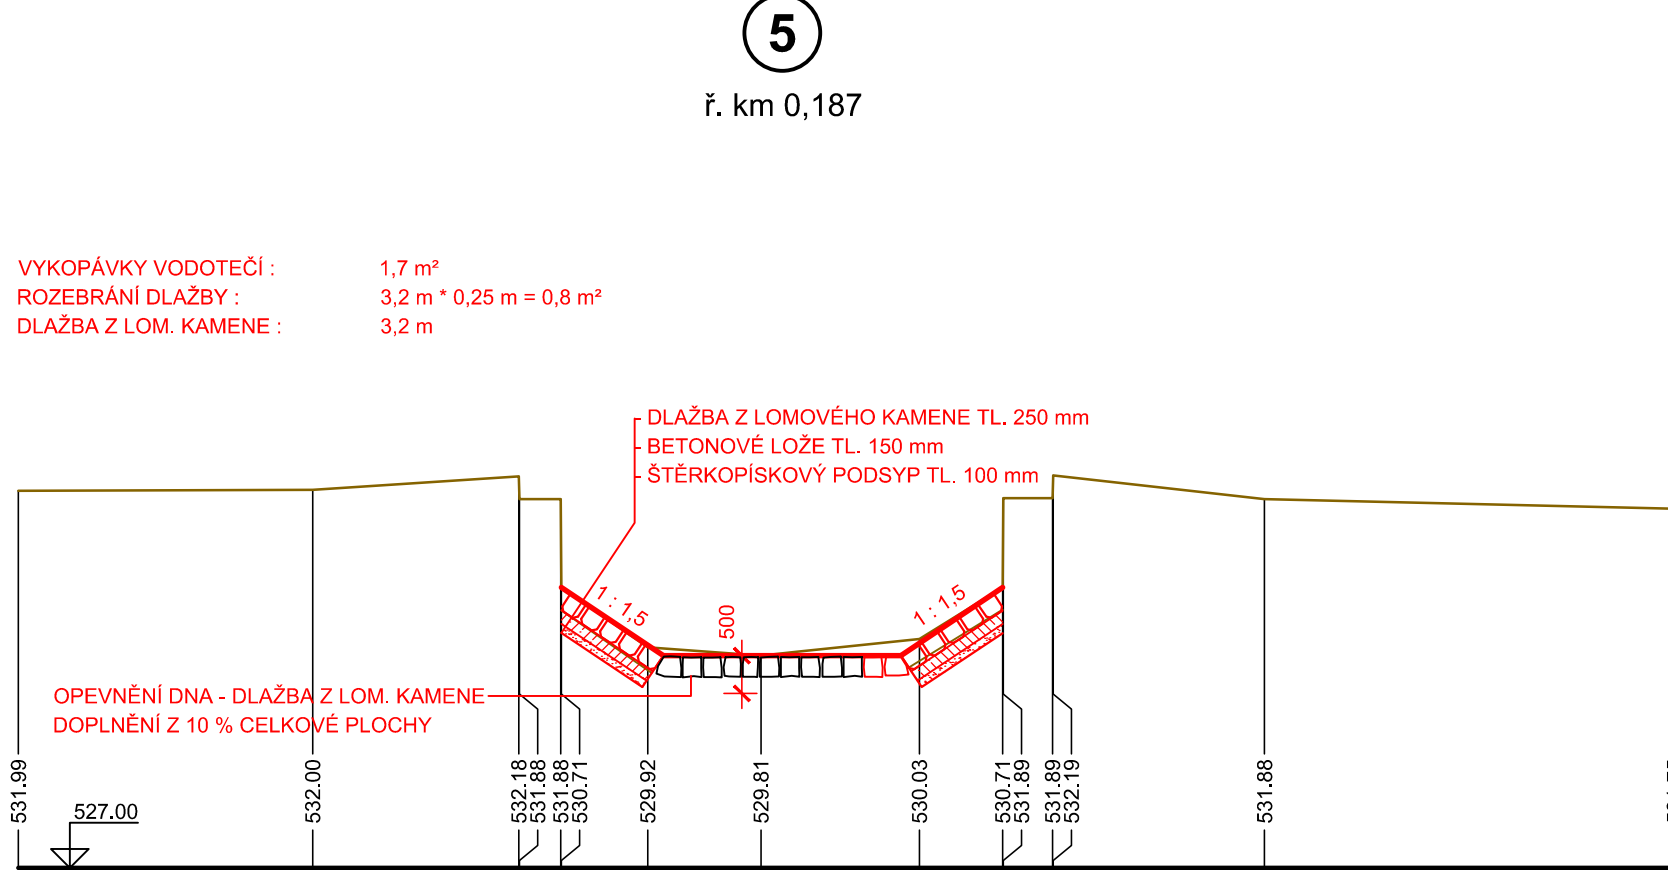 5
ř. km 0,187
VYKOPÁVKY VODOTEČÍ : 1,7 m²
ROZEBRÁNÍ DLAŽBY : 3,2 m * 0,25 m = 0,8 m²
DLAŽBA Z LOM. KAMENE : 3,2 m
DLAŽBA Z LOMOVÉHO KAMENE TL. 250 mm
BETONOVÉ LOŽE TL. 150 mm
ŠTĚRKOPÍSKOVÝ PODSYP TL. 100 mm
1 : 1,5
500
1 : 1,5
OPEVNĚNÍ DNA - DLAŽBA Z LOM. KAMENE
DOPLNĚNÍ Z 10 % CELKOVÉ PLOCHY
531.99
527.00
532.00
532.18
531.88
531.88
530.71
529.92
529.81
530.03
530.71
531.89
531.89
532.19
531.88